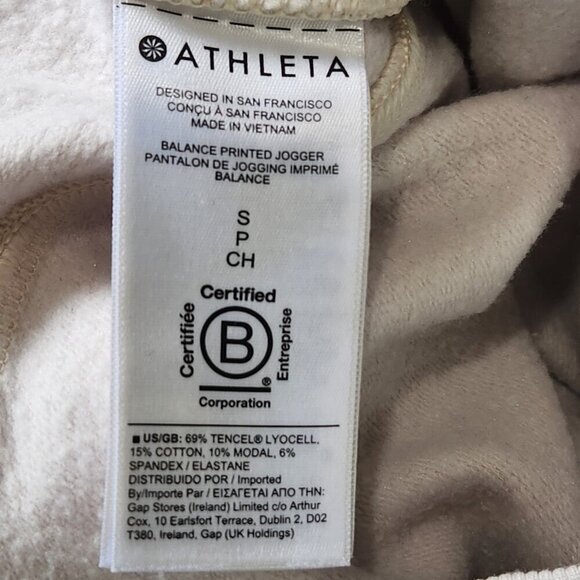 ATHLETA
DESIGNED IN SAN FRANCISCO
CONÇU À SAN FRANCISCO
MADE IN VIETNAM
BALANCE PRINTED JOGGER
PANTALON DE JOGGING IMPRIMÉ
BALANCE
S
P
CH
Certified
Certifiée
B
Entreprise
®
Corporation
■ US/GB: 69% TENCEL® LYOCELL,
15% COTTON, 10% MODAL, 6%
SPANDEX / ELASTANE
DISTRIBUIDO POR / Imported
By/Importe Par / ΕΙΣΑΓΕΤΑΙ ΑΠΟ ΤΗΝ:
Gap Stores (Ireland) Limited c/o Arthur
Cox, 10 Earlsfort Terrace, Dublin 2, D02
T380, Ireland, Gap (UK Holdings)